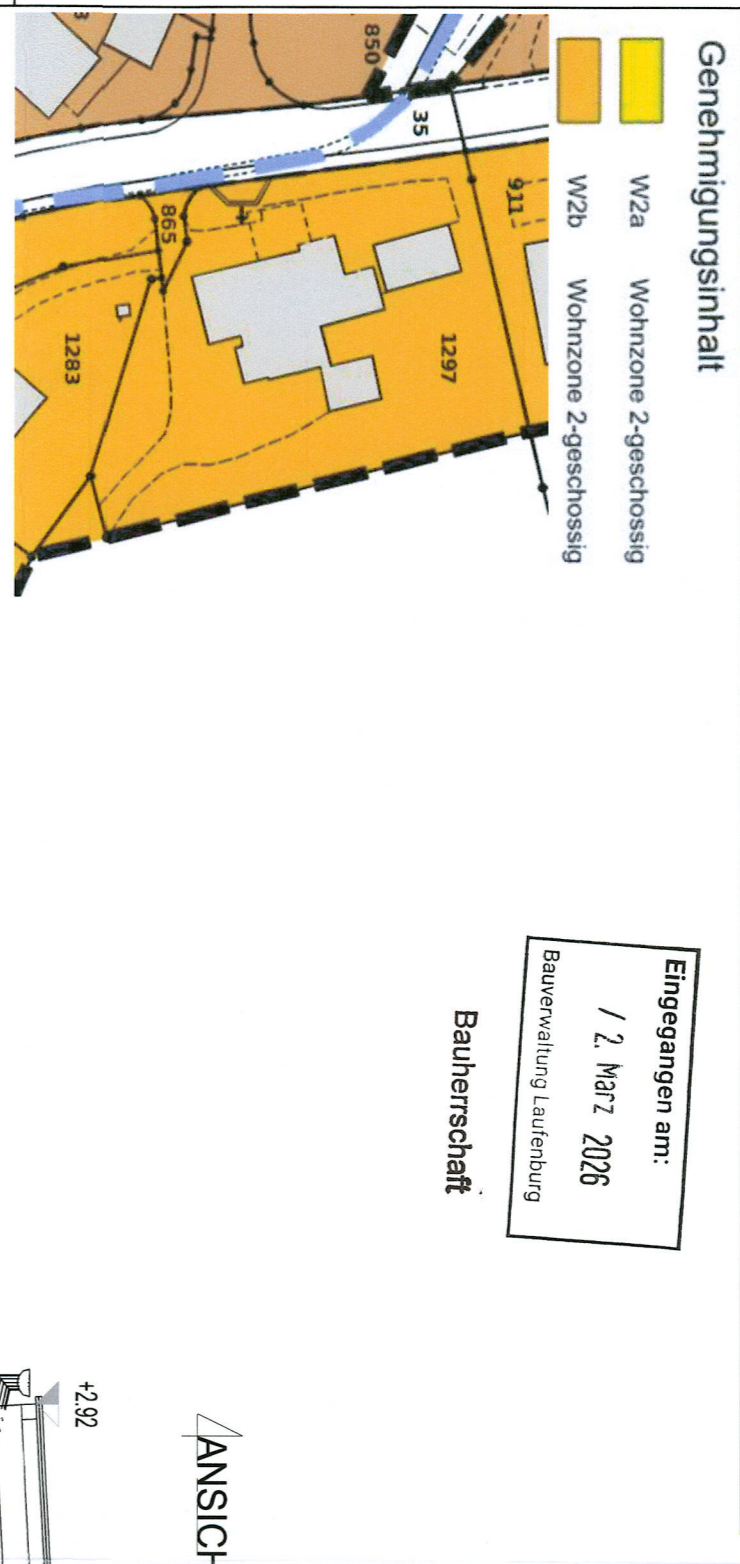 Genehmigungsinhalt
W2a Wohnzone 2-geschossig
W2b Wohnzone 2-geschossig
850
35
911
865
1297
1283
Eingegangen am:
/ 2. März 2026
Bauverwaltung Laufenburg
Bauherrschaft
ANSICH
+2.92